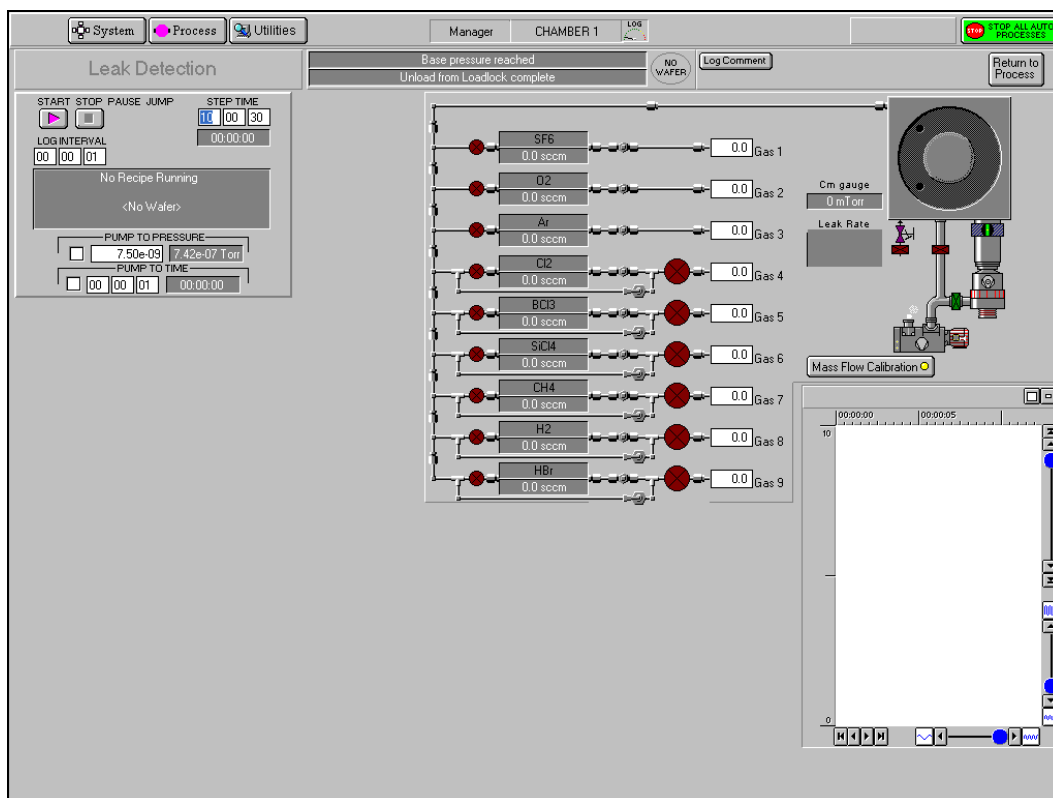 System Process Utilities
Manager CHAMBER 1 LOG
STOP STOP ALL AUTO PROCESSES
Leak Detection
Base pressure reached
Unload from Loadlock complete
NO WAFER
Log Comment
Return to Process
START STOP PAUSE JUMP STEP TIME
10 00 30
00:00:00
LOG INTERVAL
00 00 01
No Recipe Running
<No Wafer>
PUMP TO PRESSURE
7.50e-09 7.42e-07 Torr
PUMP TO TIME
00 00 01 00:00:00
SF6
0.0 sccm
0.0 Gas 1
O2
0.0 sccm
0.0 Gas 2
Ar
0.0 sccm
0.0 Gas 3
Cl2
0.0 sccm
0.0 Gas 4
BCl3
0.0 sccm
0.0 Gas 5
SiCl4
0.0 sccm
0.0 Gas 6
CH4
0.0 sccm
0.0 Gas 7
H2
0.0 sccm
0.0 Gas 8
HBr
0.0 sccm
0.0 Gas 9
Cm gauge
0 mTorr
Leak Rate
Mass Flow Calibration
00:00:00 00:00:05
10
0